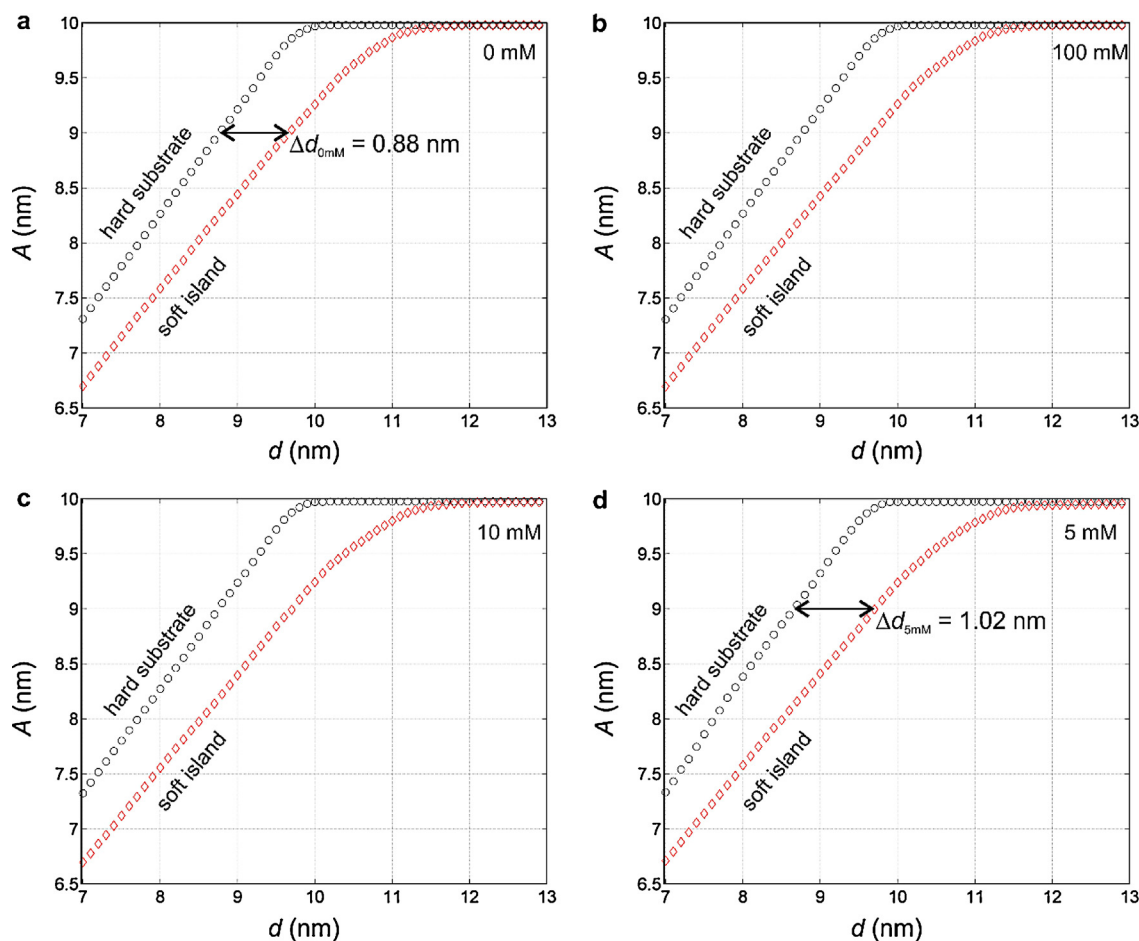 a
10
9.5
9
8.5
8
7.5
7
6.5
A (nm)
0 mM
hard substrate
Δd0mM = 0.88 nm
soft island
7 8 9 10 11 12 13
d (nm)
b
10
9.5
9
8.5
8
7.5
7
6.5
A (nm)
100 mM
hard substrate
soft island
7 8 9 10 11 12 13
d (nm)
c
10
9.5
9
8.5
8
7.5
7
6.5
A (nm)
10 mM
hard substrate
soft island
7 8 9 10 11 12 13
d (nm)
d
10
9.5
9
8.5
8
7.5
7
6.5
A (nm)
5 mM
hard substrate
Δd5mM = 1.02 nm
soft island
7 8 9 10 11 12 13
d (nm)